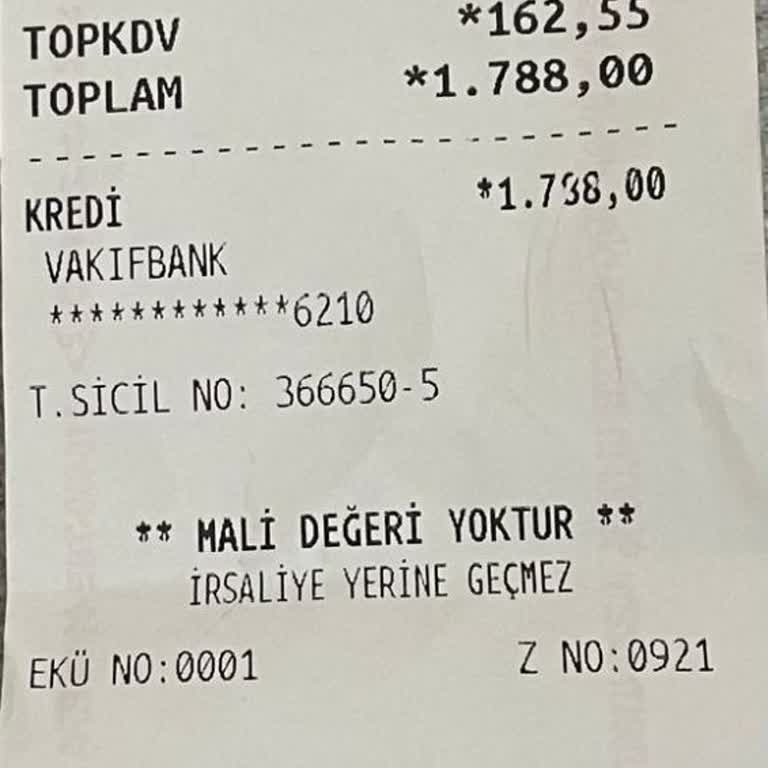 TOPKDV *162,55
TOPLAM *1.788,00
KREDİ *1.788,00
VAKIFBANK
************6210
T.SİCİL NO: 366650-5
** MALİ DEĞERİ YOKTUR **
İRSALİYE YERİNE GEÇMEZ
EKÜ NO:0001 Z NO:0921